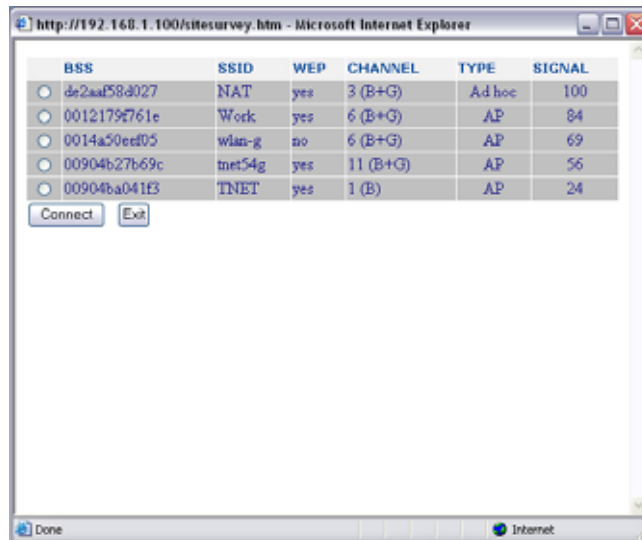 http://192.168.1.100/sitesurvey.htm - Microsoft Internet Explorer
BSS SSID WEP CHANNEL TYPE SIGNAL
de2aaf58d027 NAT yes 3 (B+G) Ad hoc 100
0012179f761e Work yes 6 (B+G) AP 84
0014a50eef05 wlan-g no 6 (B+G) AP 69
00904b27b69c tnet54g yes 11 (B+G) AP 56
00904ba041f3 TNET yes 1 (B) AP 24
Connect Exit
Done Internet